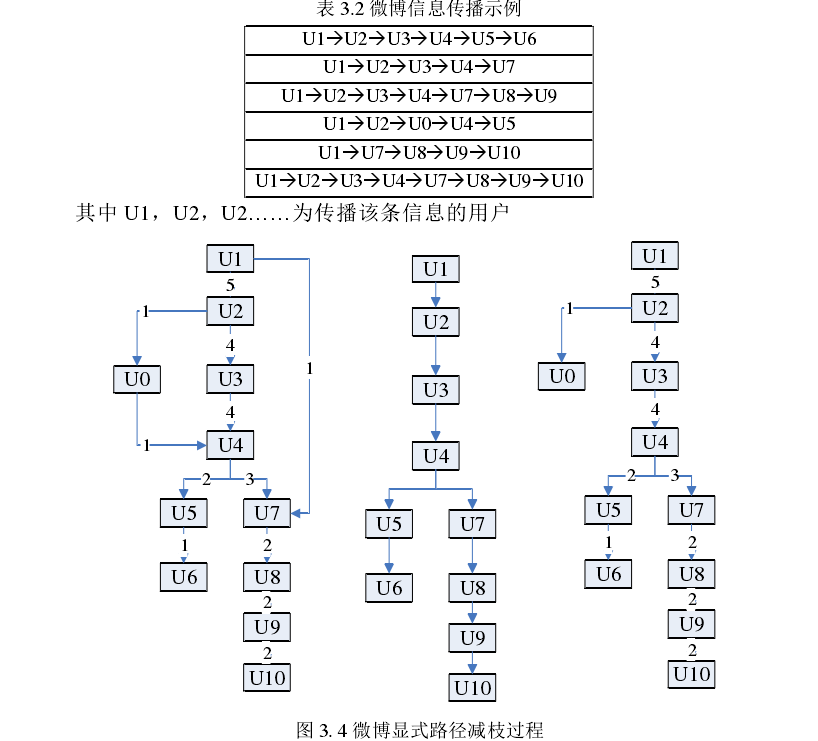 表 3.2 微博信息传播示例
U1→U2→U3→U4→U5→U6
U1→U2→U3→U4→U7
U1→U2→U3→U4→U7→U8→U9
U1→U2→U0→U4→U5
U1→U7→U8→U9→U10
U1→U2→U3→U4→U7→U8→U9→U10
其中 U1，U2，U2……为传播该条信息的用户
U1
5
1
U2
4
1
U0
U3
4
1
U4
2
3
U5
U7
1
2
U6
U8
2
U9
2
U10
U1
U2
U3
U4
U5
U7
U6
U8
U9
U10
U1
5
1
U2
4
U0
U3
4
U4
2
3
U5
U7
1
2
U6
U8
2
U9
2
U10
图 3. 4 微博显式路径减枝过程